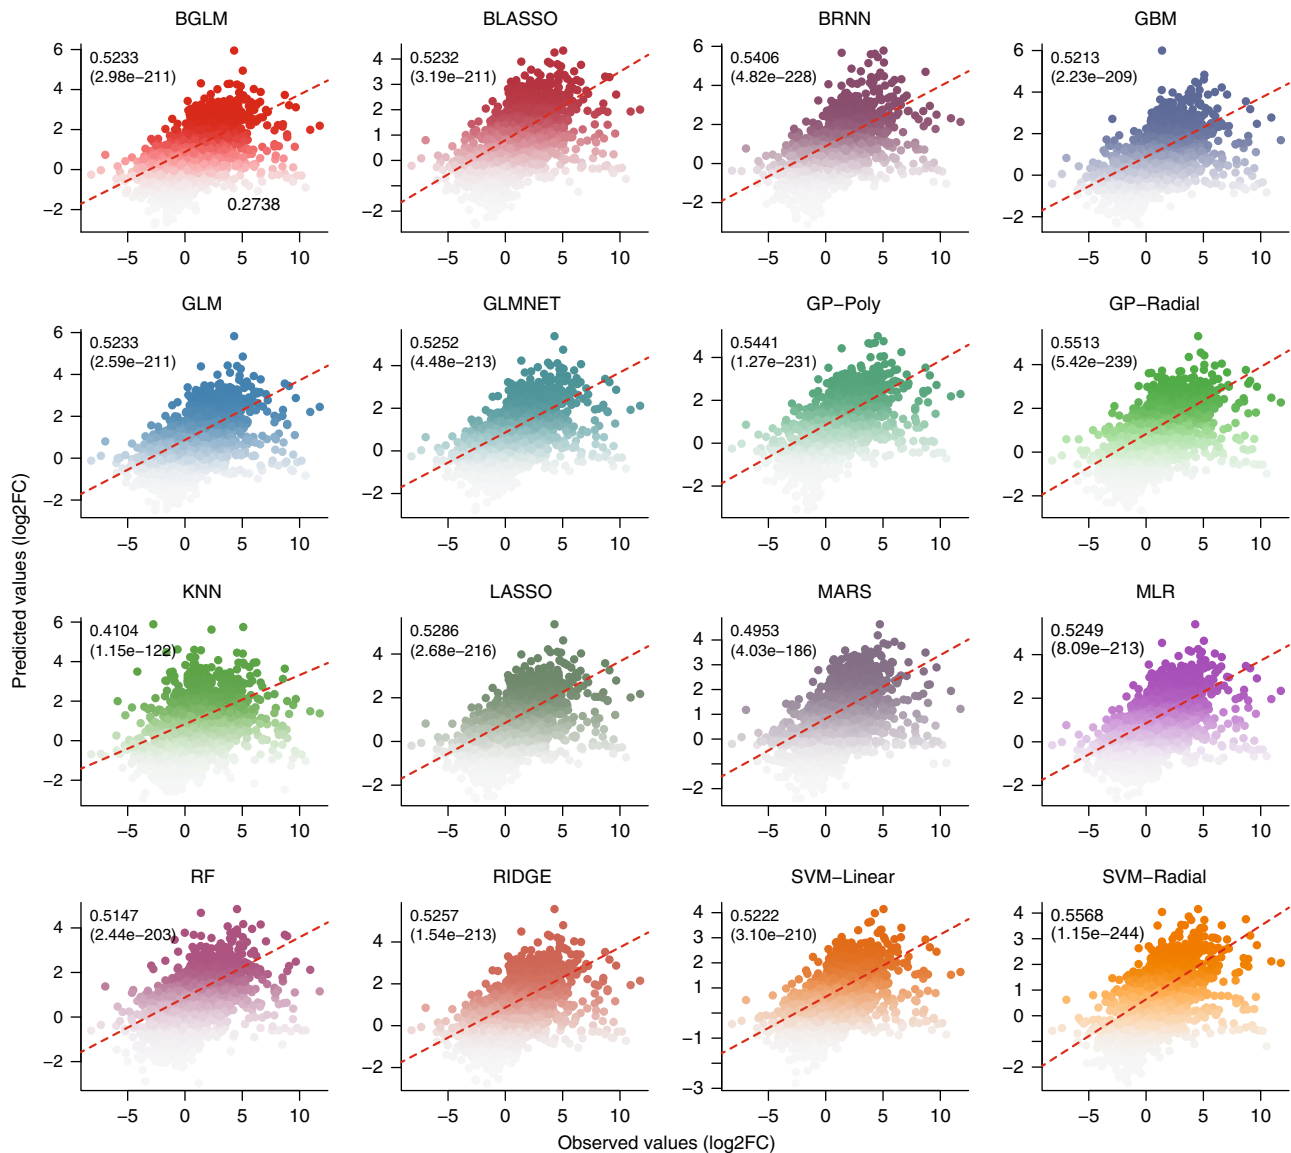 BGLM
BLASSO
BRNN
GBM
0.5233
(2.98e−211)
6
4
2
0
−2
0.2738
−5 0 5 10
0.5232
(3.19e−211)
4
3
2
1
0
−2
−5 0 5 10
0.5406
(4.82e−228)
6
4
2
0
−2
−5 0 5 10
0.5213
(2.23e−209)
6
4
2
0
−2
−5 0 5 10
GLM
GLMNET
GP−Poly
GP−Radial
0.5233
(2.59e−211)
6
4
2
0
−2
−5 0 5 10
0.5252
(4.48e−213)
4
2
0
−2
−5 0 5 10
0.5441
(1.27e−231)
4
2
0
−2
−5 0 5 10
0.5513
(5.42e−239)
4
2
0
−2
−5 0 5 10
Predicted values (log2FC)
KNN
LASSO
MARS
MLR
0.4104
(1.15e−122)
6
4
2
0
−2
−5 0 5 10
0.5286
(2.68e−216)
4
2
0
−2
−5 0 5 10
0.4953
(4.03e−186)
4
3
2
1
0
−2
−5 0 5 10
0.5249
(8.09e−213)
4
2
0
−2
−5 0 5 10
RF
RIDGE
SVM−Linear
SVM−Radial
0.5147
(2.44e−203)
4
2
0
−2
−5 0 5 10
0.5257
(1.54e−213)
4
2
0
−2
−5 0 5 10
0.5222
(3.10e−210)
4
3
2
1
−1
−3
−5 0 5 10
0.5568
(1.15e−244)
4
3
2
1
0
−2
−5 0 5 10
Observed values (log2FC)